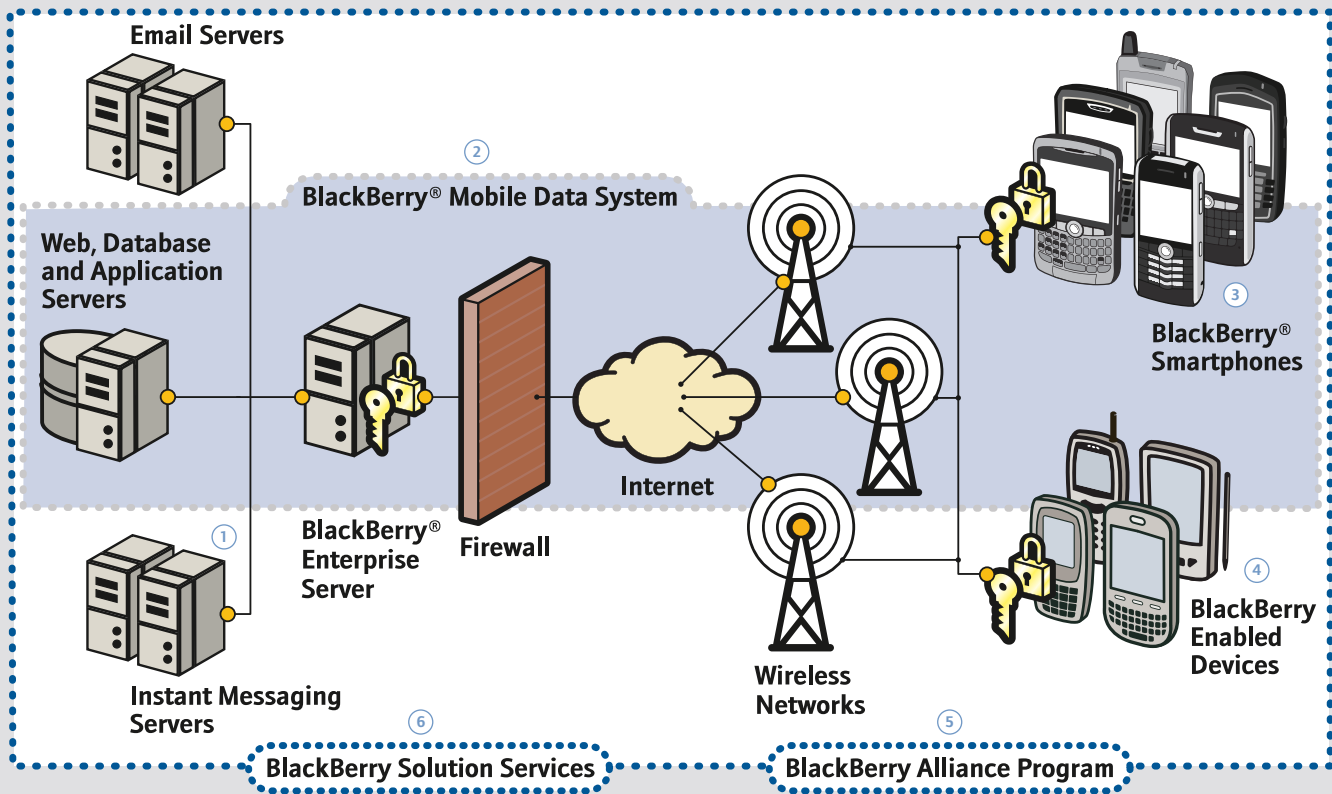 Email Servers
2
BlackBerry® Mobile Data System
Web, Database
and Application
Servers
3
BlackBerry®
Smartphones
Internet
1
BlackBerry®
Enterprise
Server
Firewall
4
BlackBerry
Enabled
Devices
Instant Messaging
Servers
Wireless
Networks
6
5
BlackBerry Solution Services
BlackBerry Alliance Program